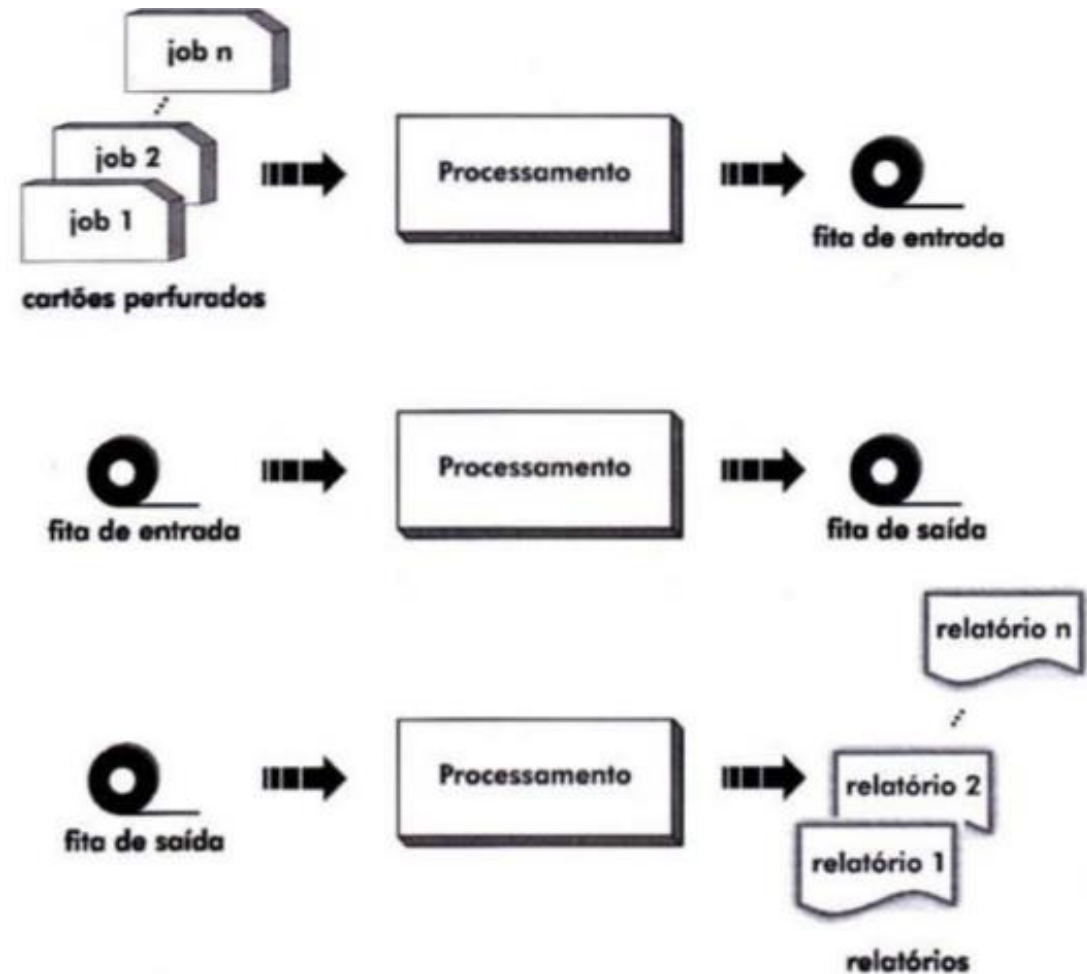 job n
job 2
job 1
cartões perfurados
Processamento
fita de entrada
fita de entrada
Processamento
fita de saída
fita de saída
Processamento
relatório n
relatório 2
relatório 1
relatórios